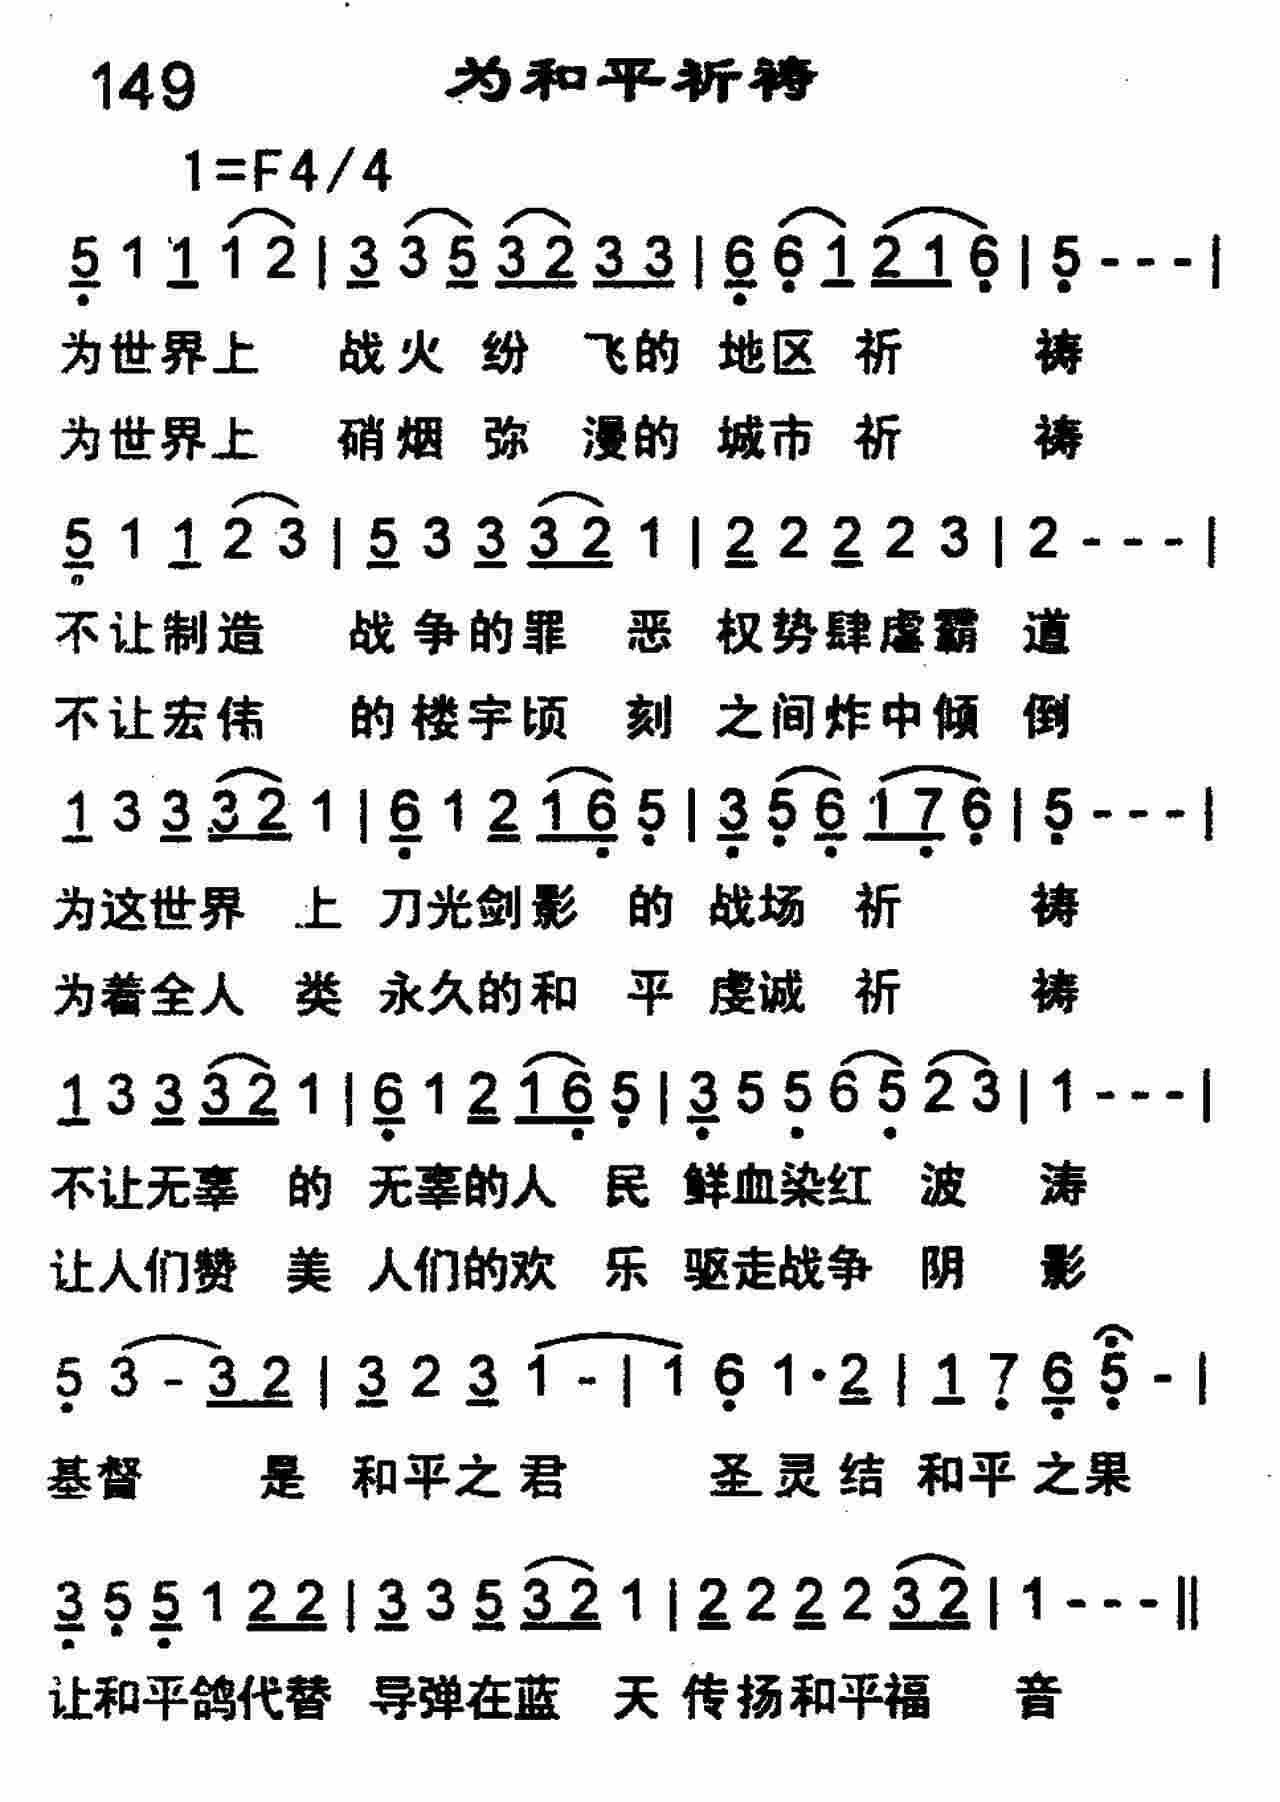 149 为和平祈祷
1=F4/4
5 1 1 1 2 | 3 3 5 3 2 3 3 | 6 6 1 2 1 6 | 5 - - - |
为世界上 战火纷飞的 地区祈 祷
为世界上 硝烟弥漫的 城市祈 祷
5 1 1 2 3 | 5 3 3 3 2 1 | 2 2 2 2 3 | 2 - - - |
不让制造 战争的罪恶 权势肆虐霸 道
不让宏伟 的楼宇顷刻 之间炸中倾 倒
1 3 3 3 2 1 | 6 1 2 1 6 5 | 3 5 6 1 7 6 | 5 - - - |
为这世界 上 刀光剑影 的 战场 祈 祷
为着全人 类 永久的和 平 虔诚 祈 祷
1 3 3 3 2 1 | 6 1 2 1 6 5 | 3 5 5 6 5 2 3 | 1 - - - |
不让无辜 的 无辜的人 民 鲜血染红 波 涛
让人们赞 美 人们的欢 乐 驱走战争 阴 影
5 3 - 3 2 | 3 2 3 1 - | 1 6 1 · 2 | 1 7 6 5 - |
基督 是 和平之君 圣灵结 和平之果
3 5 5 1 2 2 | 3 3 5 3 2 1 | 2 2 2 2 3 2 | 1 - - - ‖
让和平鸽代替 导弹在蓝 天 传扬和平福 音